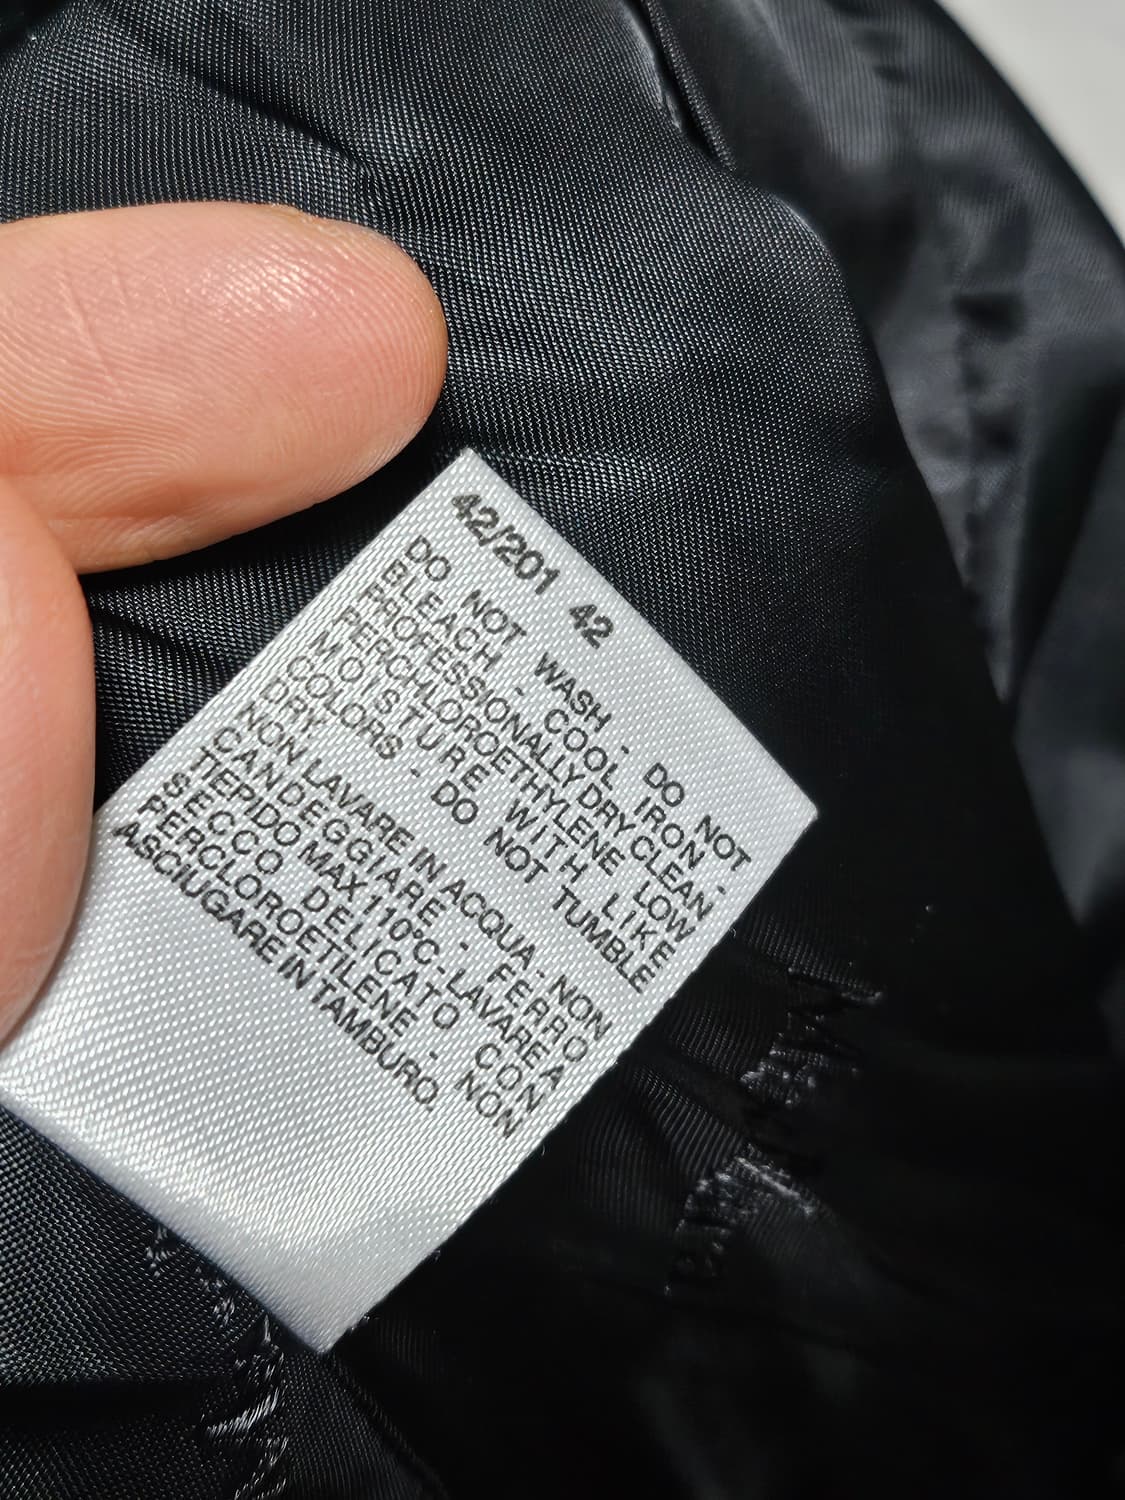 42/201 42
DO NOT WASH - DO NOT
BLEACH - COOL IRON -
PROFESSIONALLY DRY CLEAN
PERCHLOROETHYLENE LOW
MOISTURE WITH LIKE
COLORS - DO NOT TUMBLE
DRY.
NON LAVARE IN ACQUA - NON
CANDEGGIARE - FERRO
TIEPIDO MAX 110°C - LAVARE A
SECCO DELICATO CON
PERCLOROETILENE - NON
ASCIUGARE IN TAMBURO.